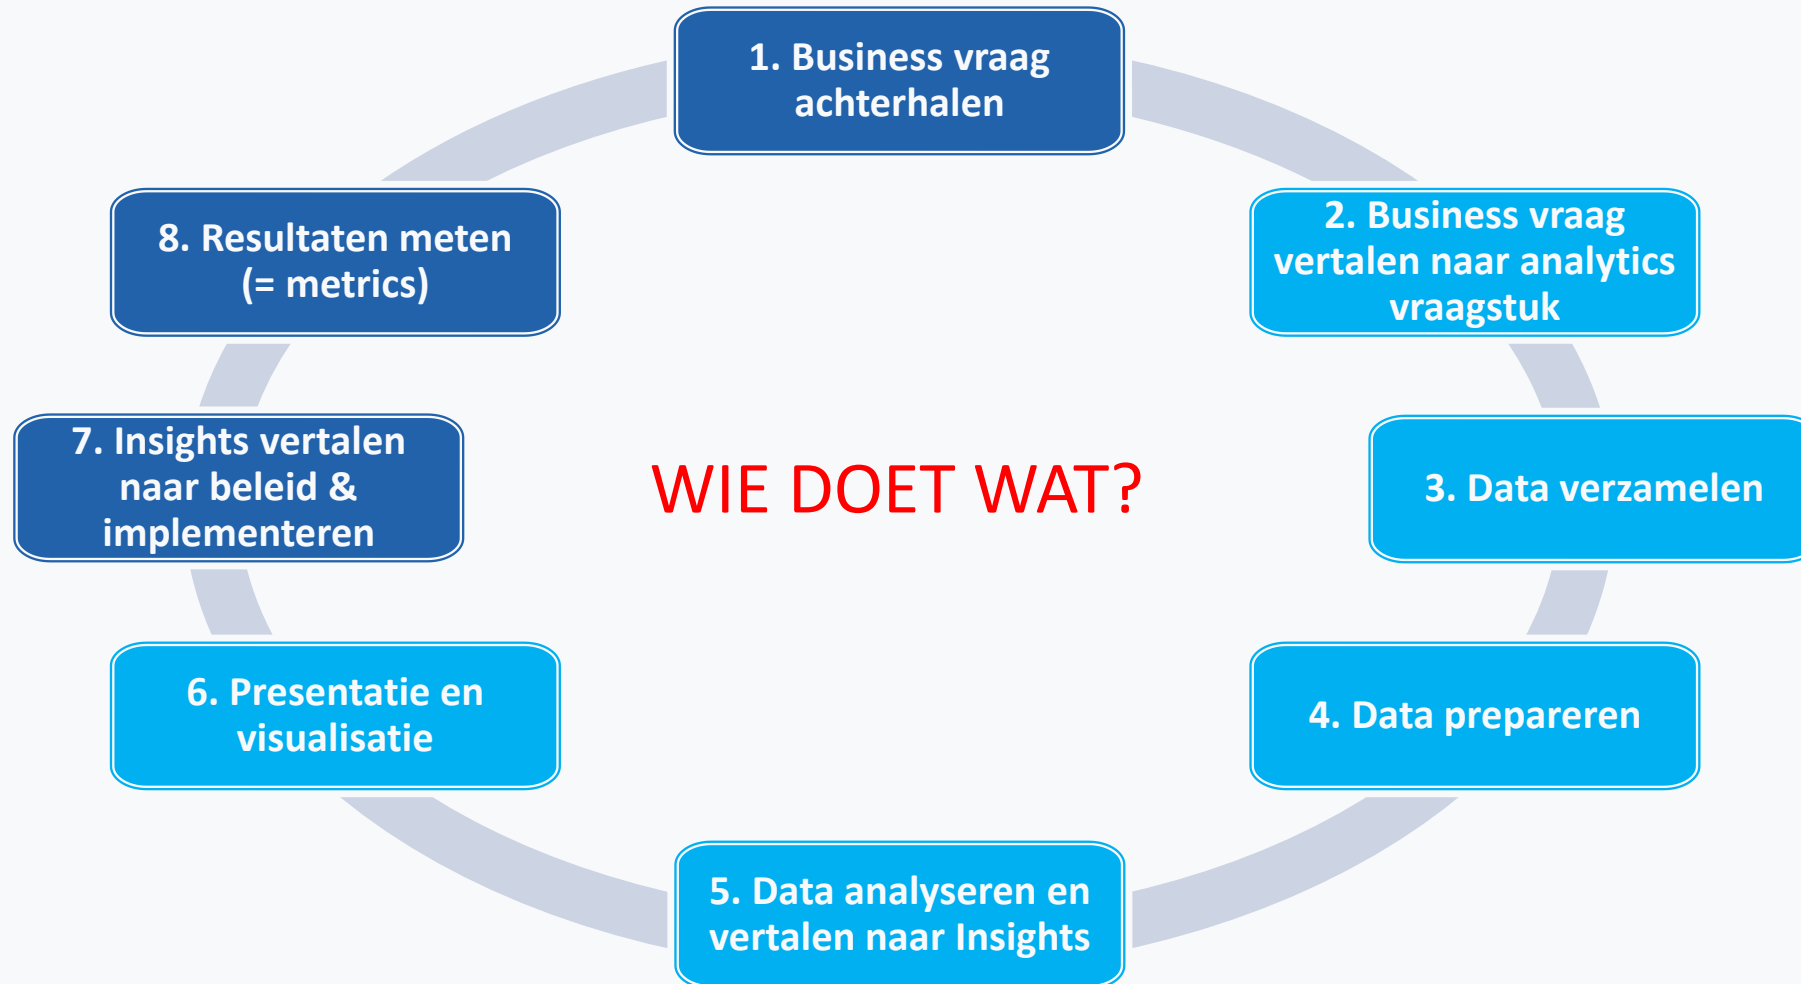 1. Business vraag
achterhalen
2. Business vraag
vertalen naar analytics
vraagstuk
3. Data verzamelen
4. Data prepareren
5. Data analyseren en
vertalen naar Insights
6. Presentatie en
visualisatie
7. Insights vertalen
naar beleid &
implementeren
8. Resultaten meten
(= metrics)
WIE DOET WAT?